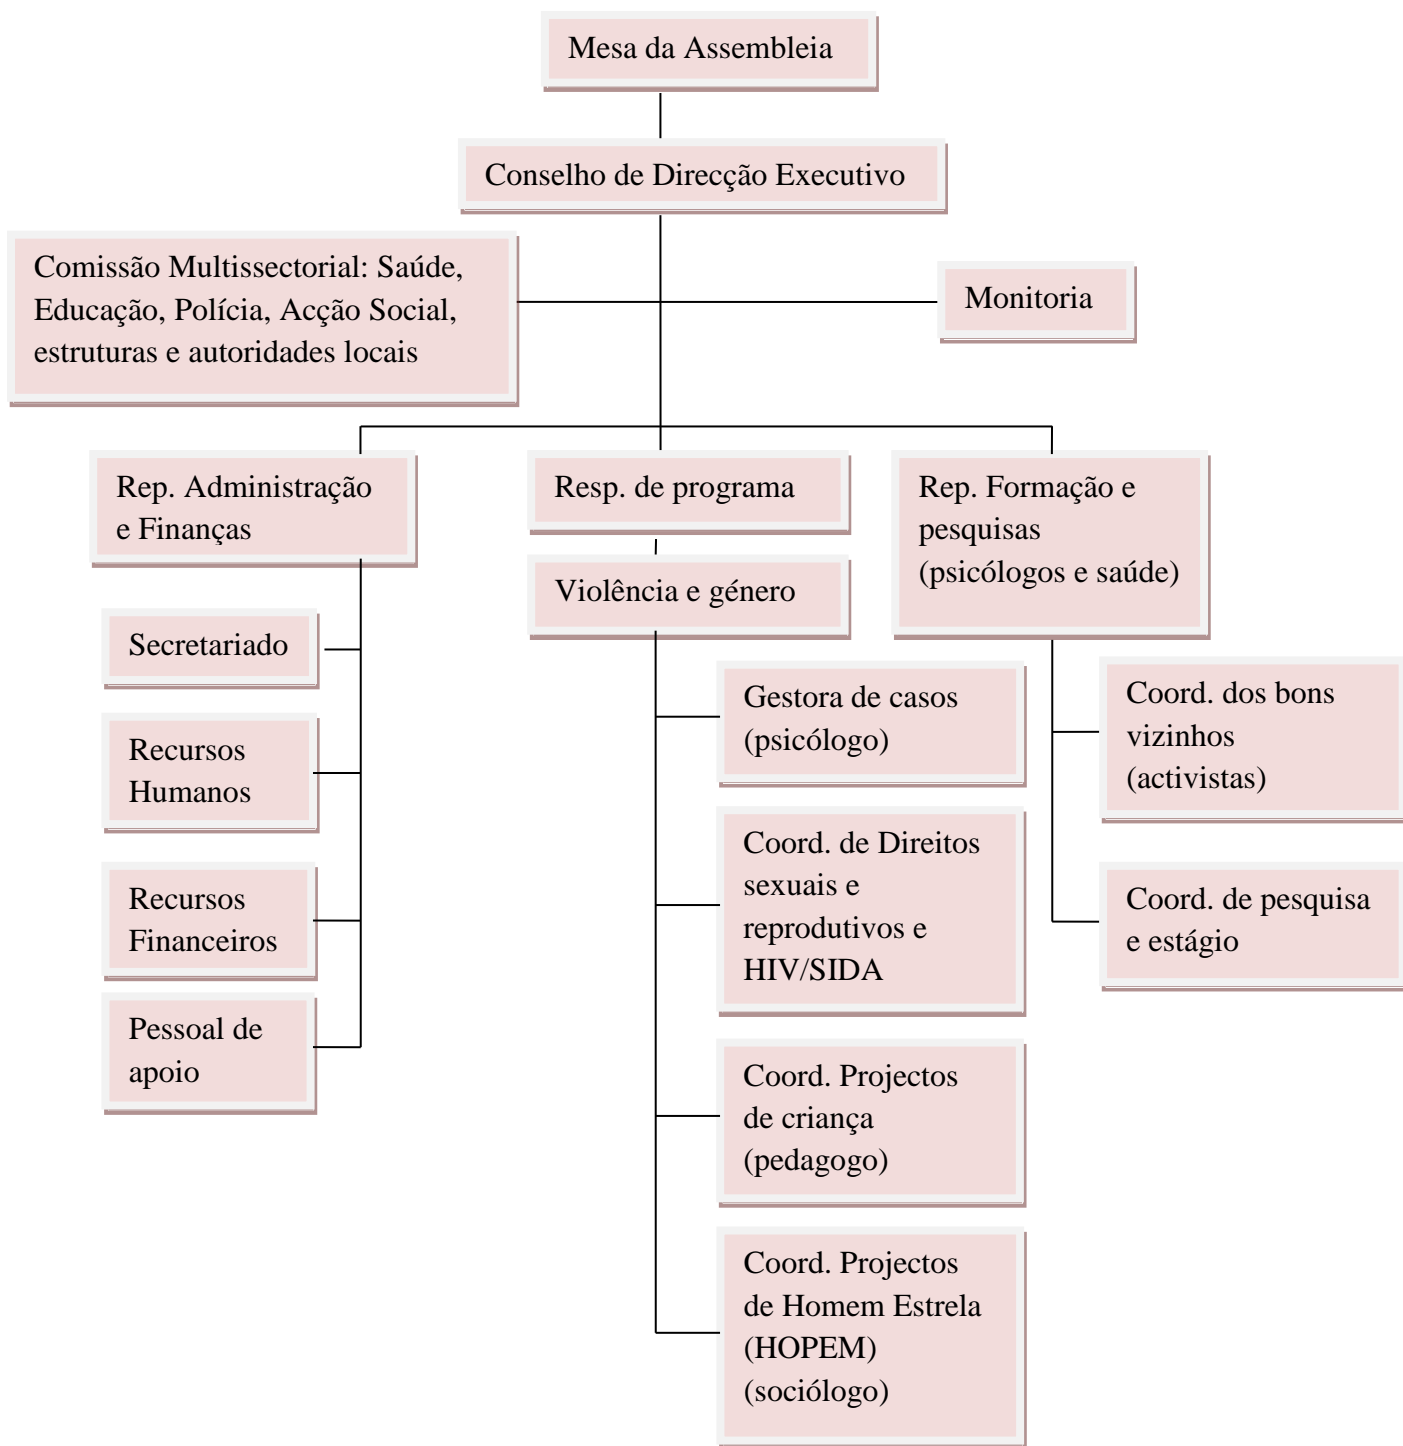 Mesa da Assembleia
Conselho de Direcção Executivo
Comissão Multissectorial: Saúde,
Educação, Polícia, Acção Social,
estruturas e autoridades locais
Monitoria
Rep. Administração
e Finanças
Secretariado
Recursos
Humanos
Recursos
Financeiros
Pessoal de
apoio
Resp. de programa
Violência e género
Gestora de casos
(psicólogo)
Coord. de Direitos
sexuais e
reprodutivos e
HIV/SIDA
Coord. Projectos
de criança
(pedagogo)
Coord. Projectos
de Homem Estrela
(HOPEM)
(sociólogo)
Rep. Formação e
pesquisas
(psicólogos e saúde)
Coord. dos bons
vizinhos
(activistas)
Coord. de pesquisa
e estágio